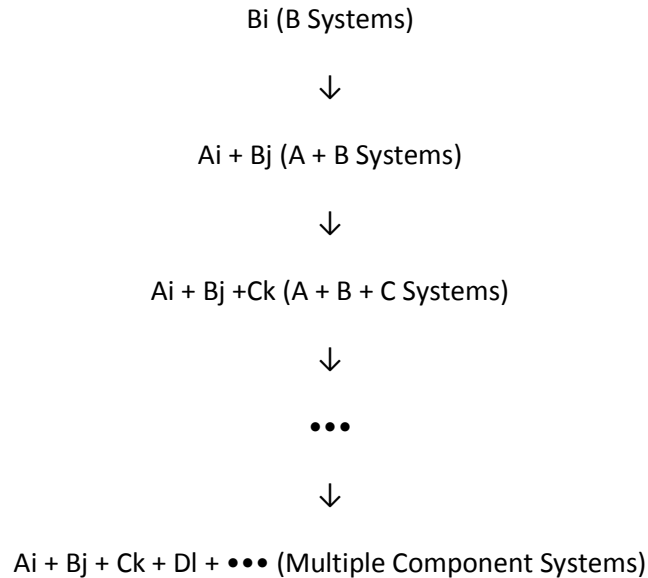 Bi (B Systems)
↓
Ai + Bj (A + B Systems)
↓
Ai + Bj +Ck (A + B + C Systems)
↓
•••
↓
Ai + Bj + Ck + Dl + ••• (Multiple Component Systems)